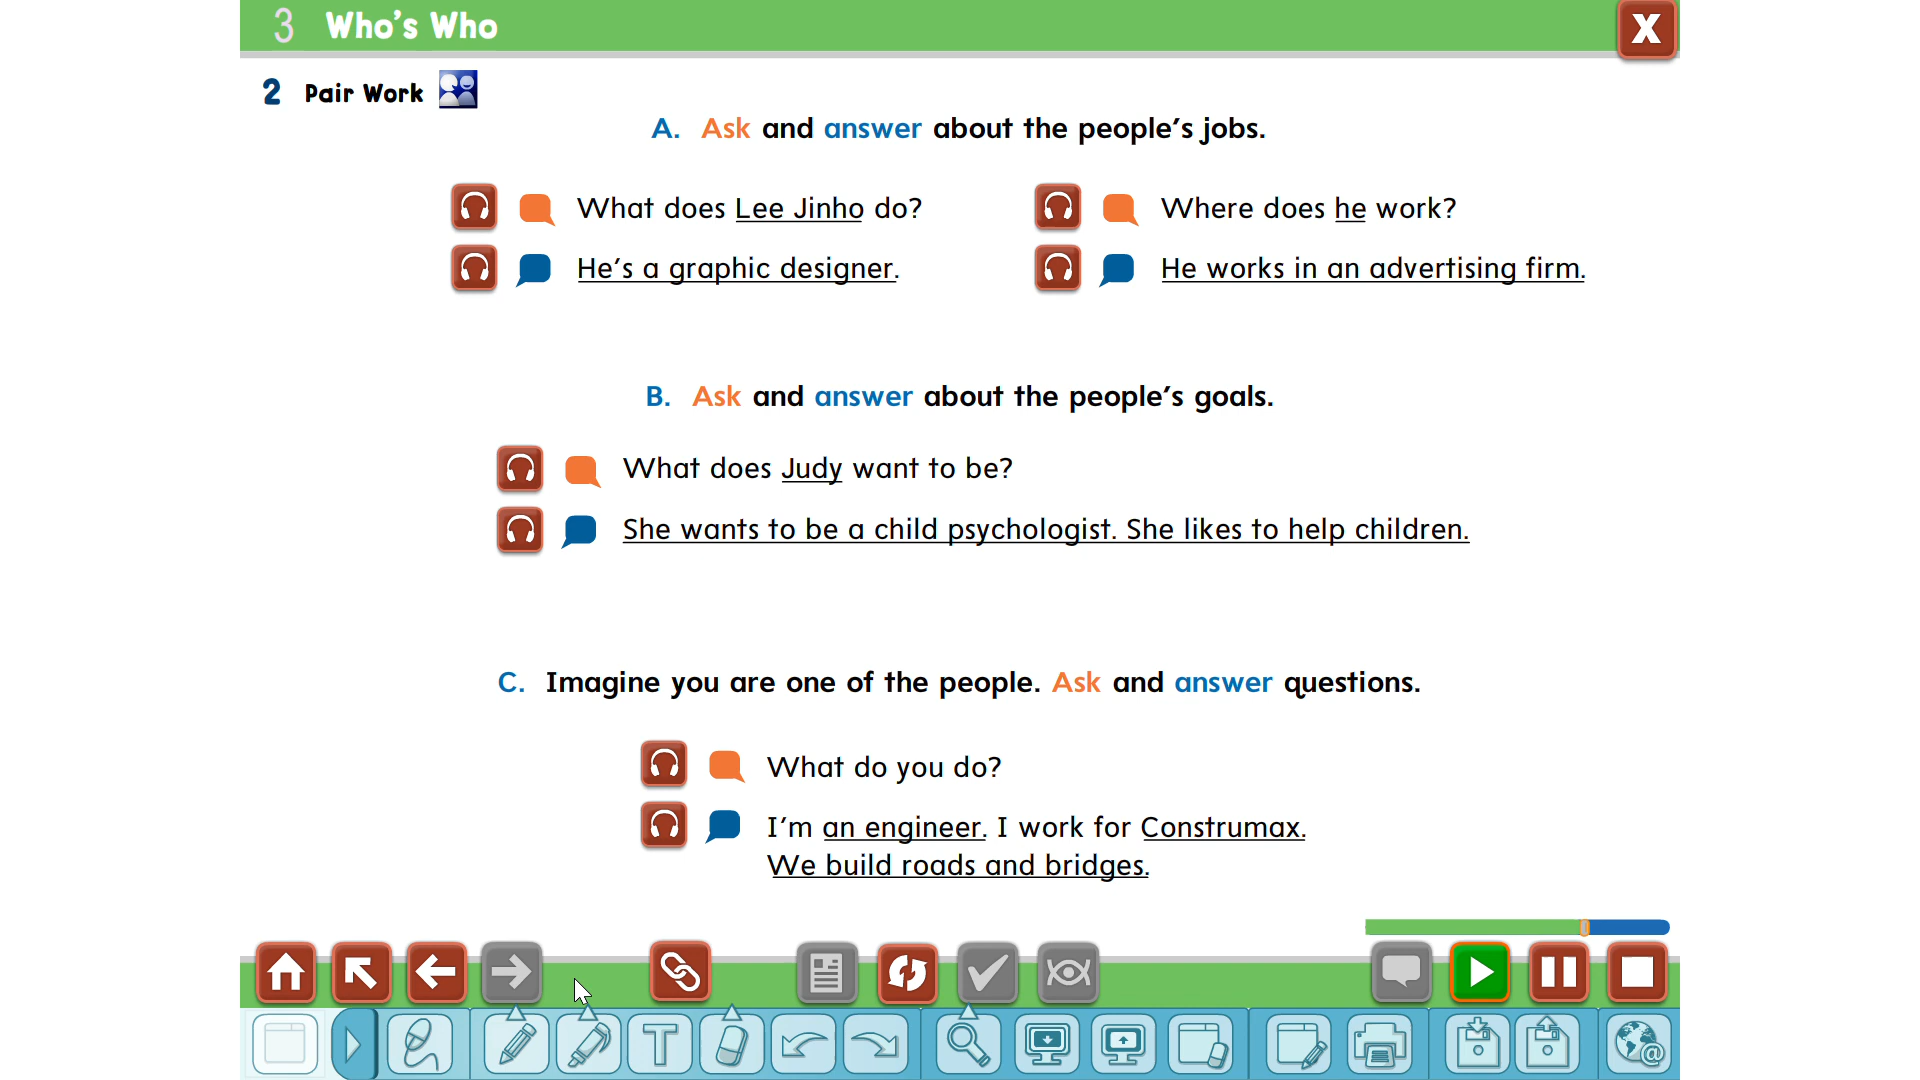 3 Who's Who
X
2 Pair Work
A. Ask and answer about the people's jobs.
What does Lee Jinho do?
He's a graphic designer.
Where does he work?
He works in an advertising firm.
B. Ask and answer about the people's goals.
What does Judy want to be?
She wants to be a child psychologist. She likes to help children.
C. Imagine you are one of the people. Ask and answer questions.
What do you do?
I'm an engineer. I work for Construmax.
We build roads and bridges.
T
@